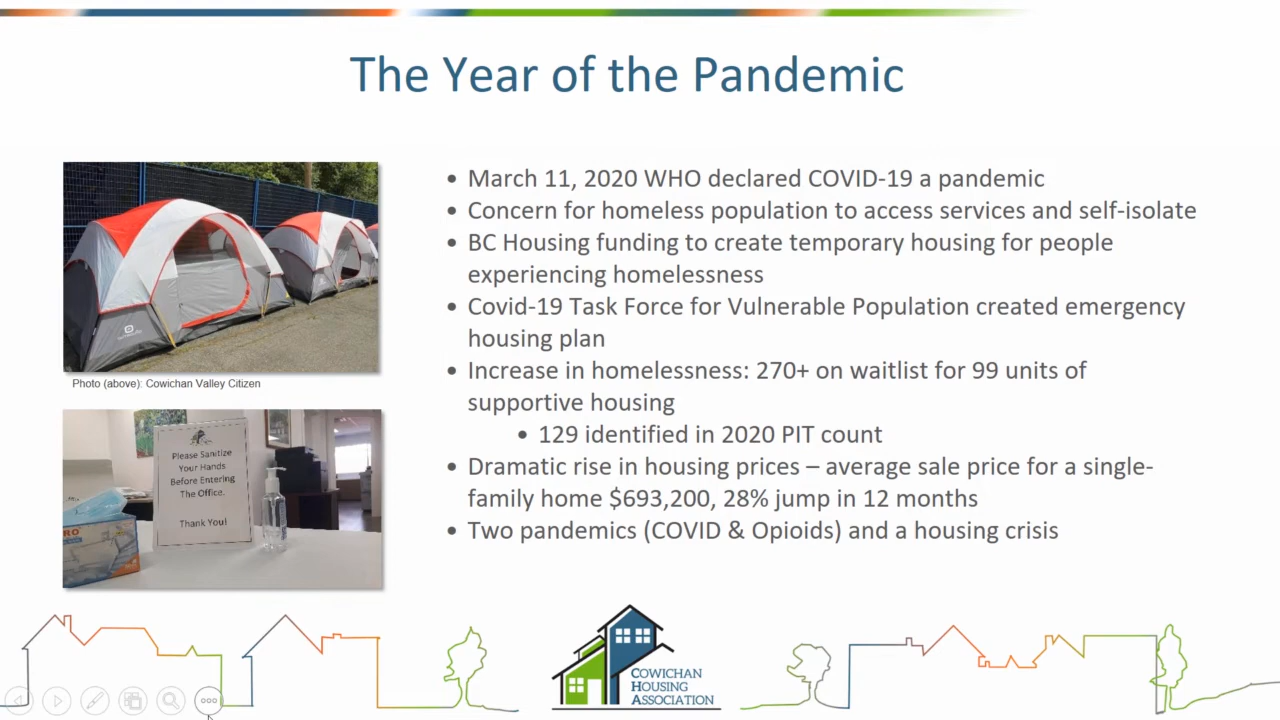 The Year of the Pandemic
• March 11, 2020 WHO declared COVID-19 a pandemic
• Concern for homeless population to access services and self-isolate
• BC Housing funding to create temporary housing for people
experiencing homelessness
• Covid-19 Task Force for Vulnerable Population created emergency
housing plan
• Increase in homelessness: 270+ on waitlist for 99 units of
supportive housing
• 129 identified in 2020 PIT count
• Dramatic rise in housing prices – average sale price for a single-
family home $693,200, 28% jump in 12 months
• Two pandemics (COVID & Opioids) and a housing crisis
Photo (above): Cowichan Valley Citizen
Please Sanitize
Your Hands
Before Entering
The Office.
Thank You!
COWICHAN
HOUSING
ASSOCIATION